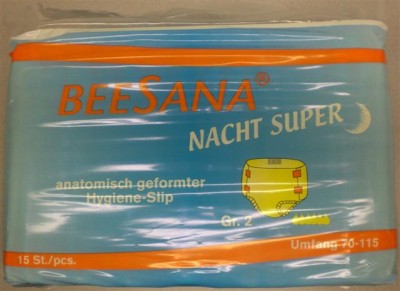 BEESANA®
NACHT SUPER
anatomisch geformter
Hygiene-Slip
Gr. 2
15 St./pcs.
Umfang 70-115